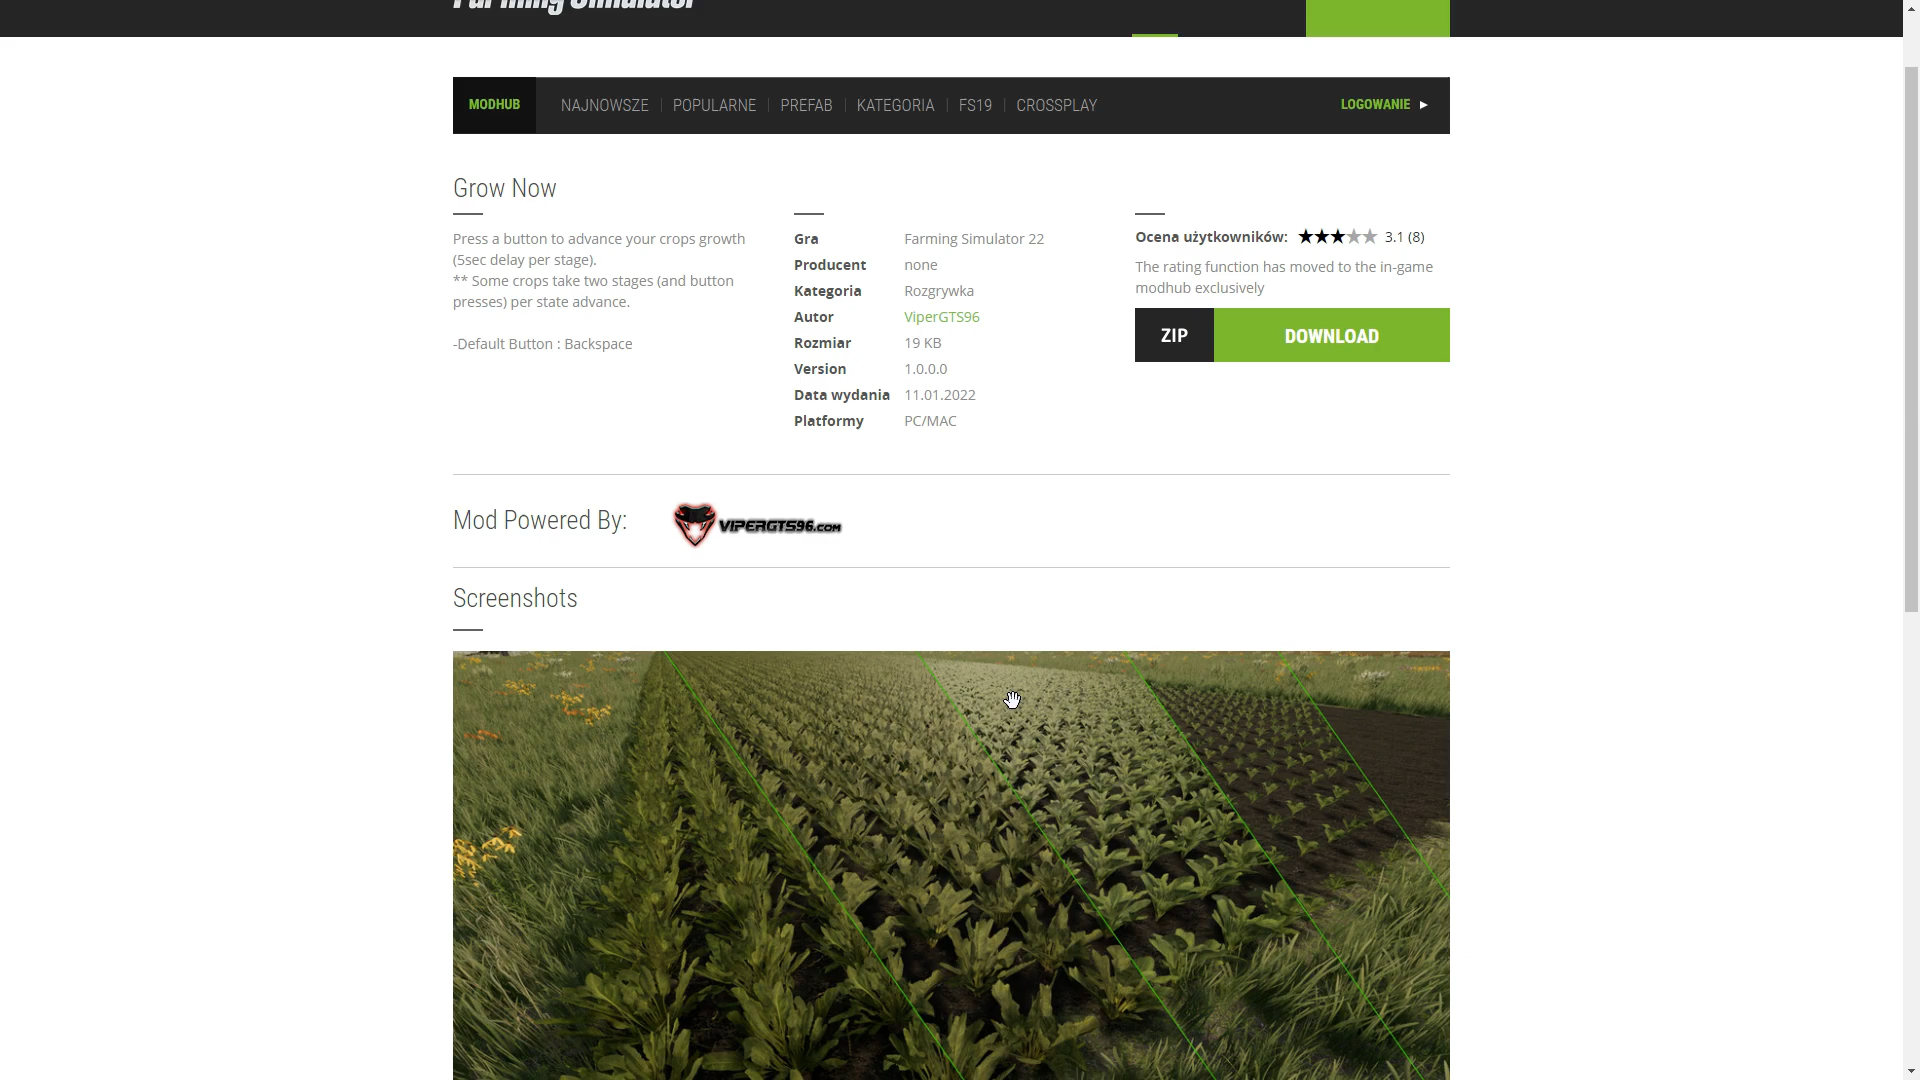 Farming Simulator
MODHUB NAJNOWSZE POPULARNE PREFAB KATEGORIA FS19 CROSSPLAY LOGOWANIE
Grow Now
Press a button to advance your crops growth
(5sec delay per stage).
** Some crops take two stages (and button
presses) per state advance.
-Default Button : Backspace
Gra Farming Simulator 22
Producent none
Kategoria Rozgrywka
Autor ViperGTS96
Rozmiar 19 KB
Version 1.0.0.0
Data wydania 11.01.2022
Platformy PC/MAC
Ocena użytkowników: 3.1 (8)
The rating function has moved to the in-game
modhub exclusively
ZIP DOWNLOAD
Mod Powered By: VIPERGTS96.COM
Screenshots